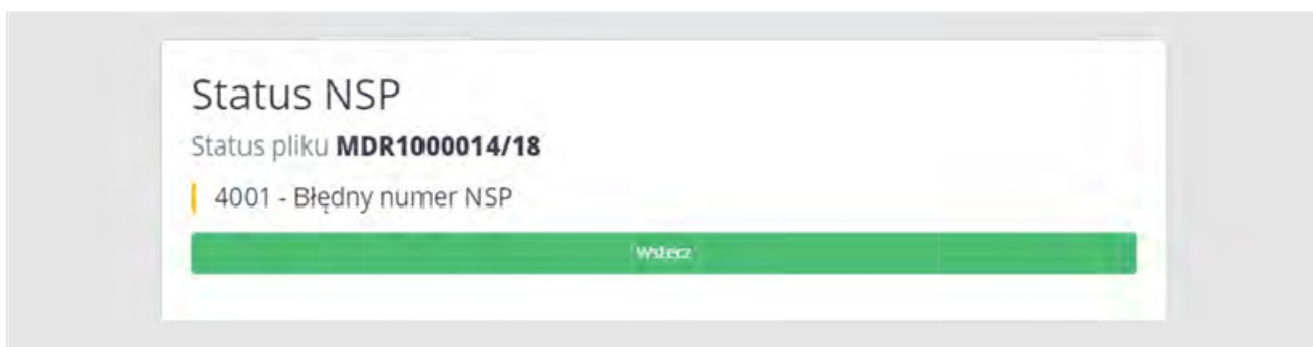 Status NSP
Status pliku MDR1000014/18
4001 - Błędny numer NSP
Wstecz